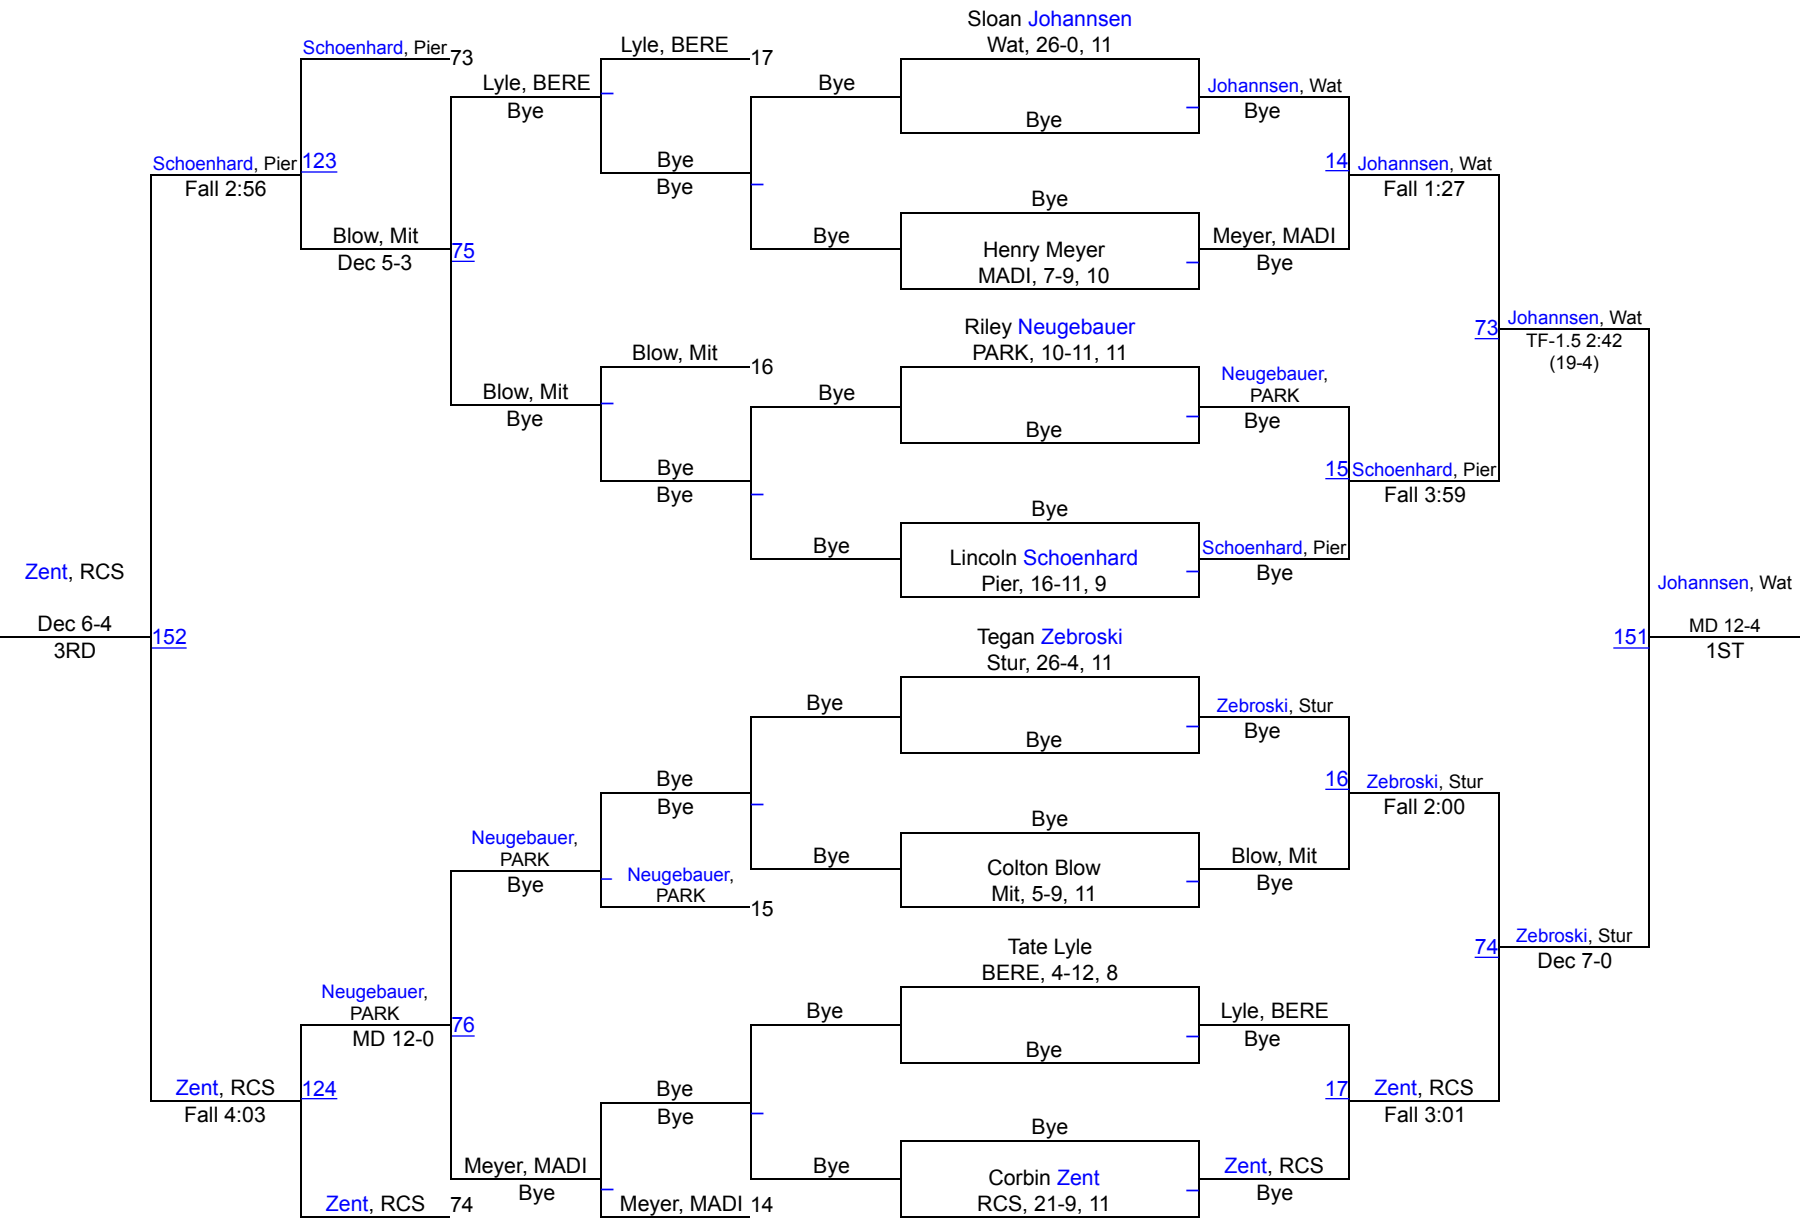 Sloan Johannsen
Wat, 26-0, 11
Schoenhard, Pier
73
Lyle, BERE
17
Lyle, BERE
Bye
Bye
Bye
Johannsen, Wat
Bye
Schoenhard, Pier
123
Fall 2:56
Bye
Bye
14
Johannsen, Wat
Fall 1:27
Bye
Blow, Mit
Dec 5-3
75
Bye
Henry Meyer
MADI, 7-9, 10
Meyer, MADI
Bye
Riley Neugebauer
PARK, 10-11, 11
73
Johannsen, Wat
TF-1.5 2:42
(19-4)
Blow, Mit
16
Blow, Mit
Bye
Bye
Bye
Neugebauer,
PARK
Bye
Bye
Bye
15
Schoenhard, Pier
Fall 3:59
Bye
Bye
Lincoln Schoenhard
Pier, 16-11, 9
Schoenhard, Pier
Bye
Zent, RCS
Dec 6-4
3RD
152
Johannsen, Wat
151
MD 12-4
1ST
Tegan Zebroski
Stur, 26-4, 11
Bye
Bye
Zebroski, Stur
Bye
Bye
Bye
16
Zebroski, Stur
Fall 2:00
Neugebauer,
PARK
Bye
Neugebauer,
PARK
15
Bye
Bye
Colton Blow
Mit, 5-9, 11
Blow, Mit
Bye
Tate Lyle
BERE, 4-12, 8
74
Zebroski, Stur
Dec 7-0
Neugebauer,
PARK
MD 12-0
76
Bye
Bye
Lyle, BERE
Bye
Zent, RCS
124
Fall 4:03
Bye
Bye
17
Zent, RCS
Fall 3:01
Bye
Meyer, MADI
Bye
Bye
Corbin Zent
RCS, 21-9, 11
Zent, RCS
Bye
Zent, RCS
74
Meyer, MADI
14